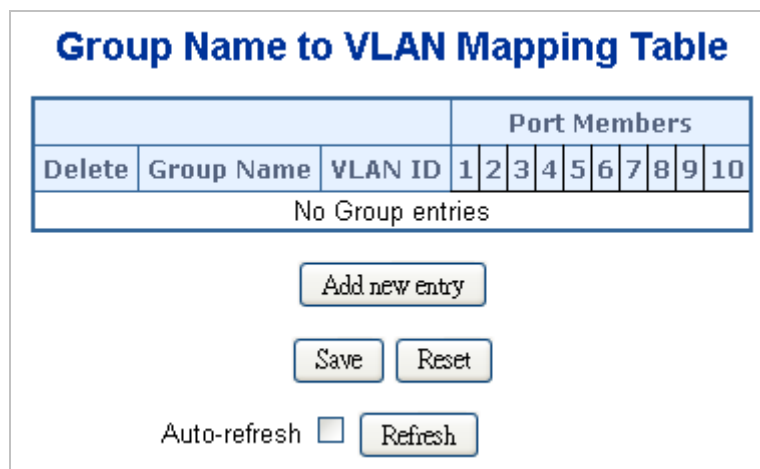 Group Name to VLAN Mapping Table
Port Members
Delete Group Name VLAN ID 1 2 3 4 5 6 7 8 9 10
No Group entries
Add new entry
Save Reset
Auto-refresh Refresh